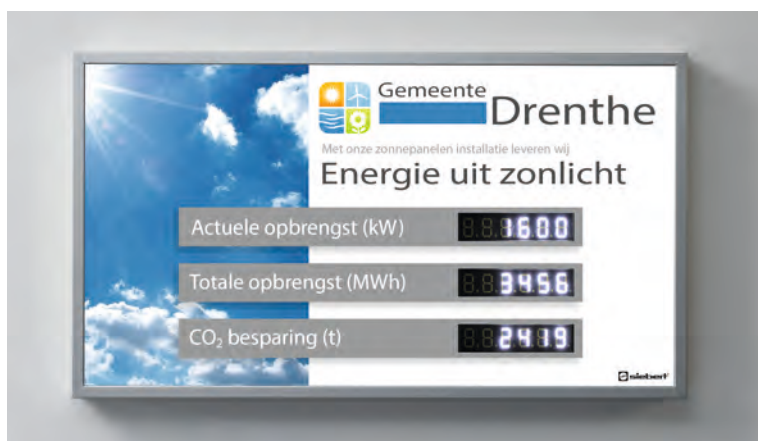 Gemeente
Drenthe
Met onze zonnepanelen installatie leveren wij
Energie uit zonlicht
Actuele opbrengst (kW) 1600
Totale opbrengst (MWh) 3456
CO₂ besparing (t) 2419
siebert